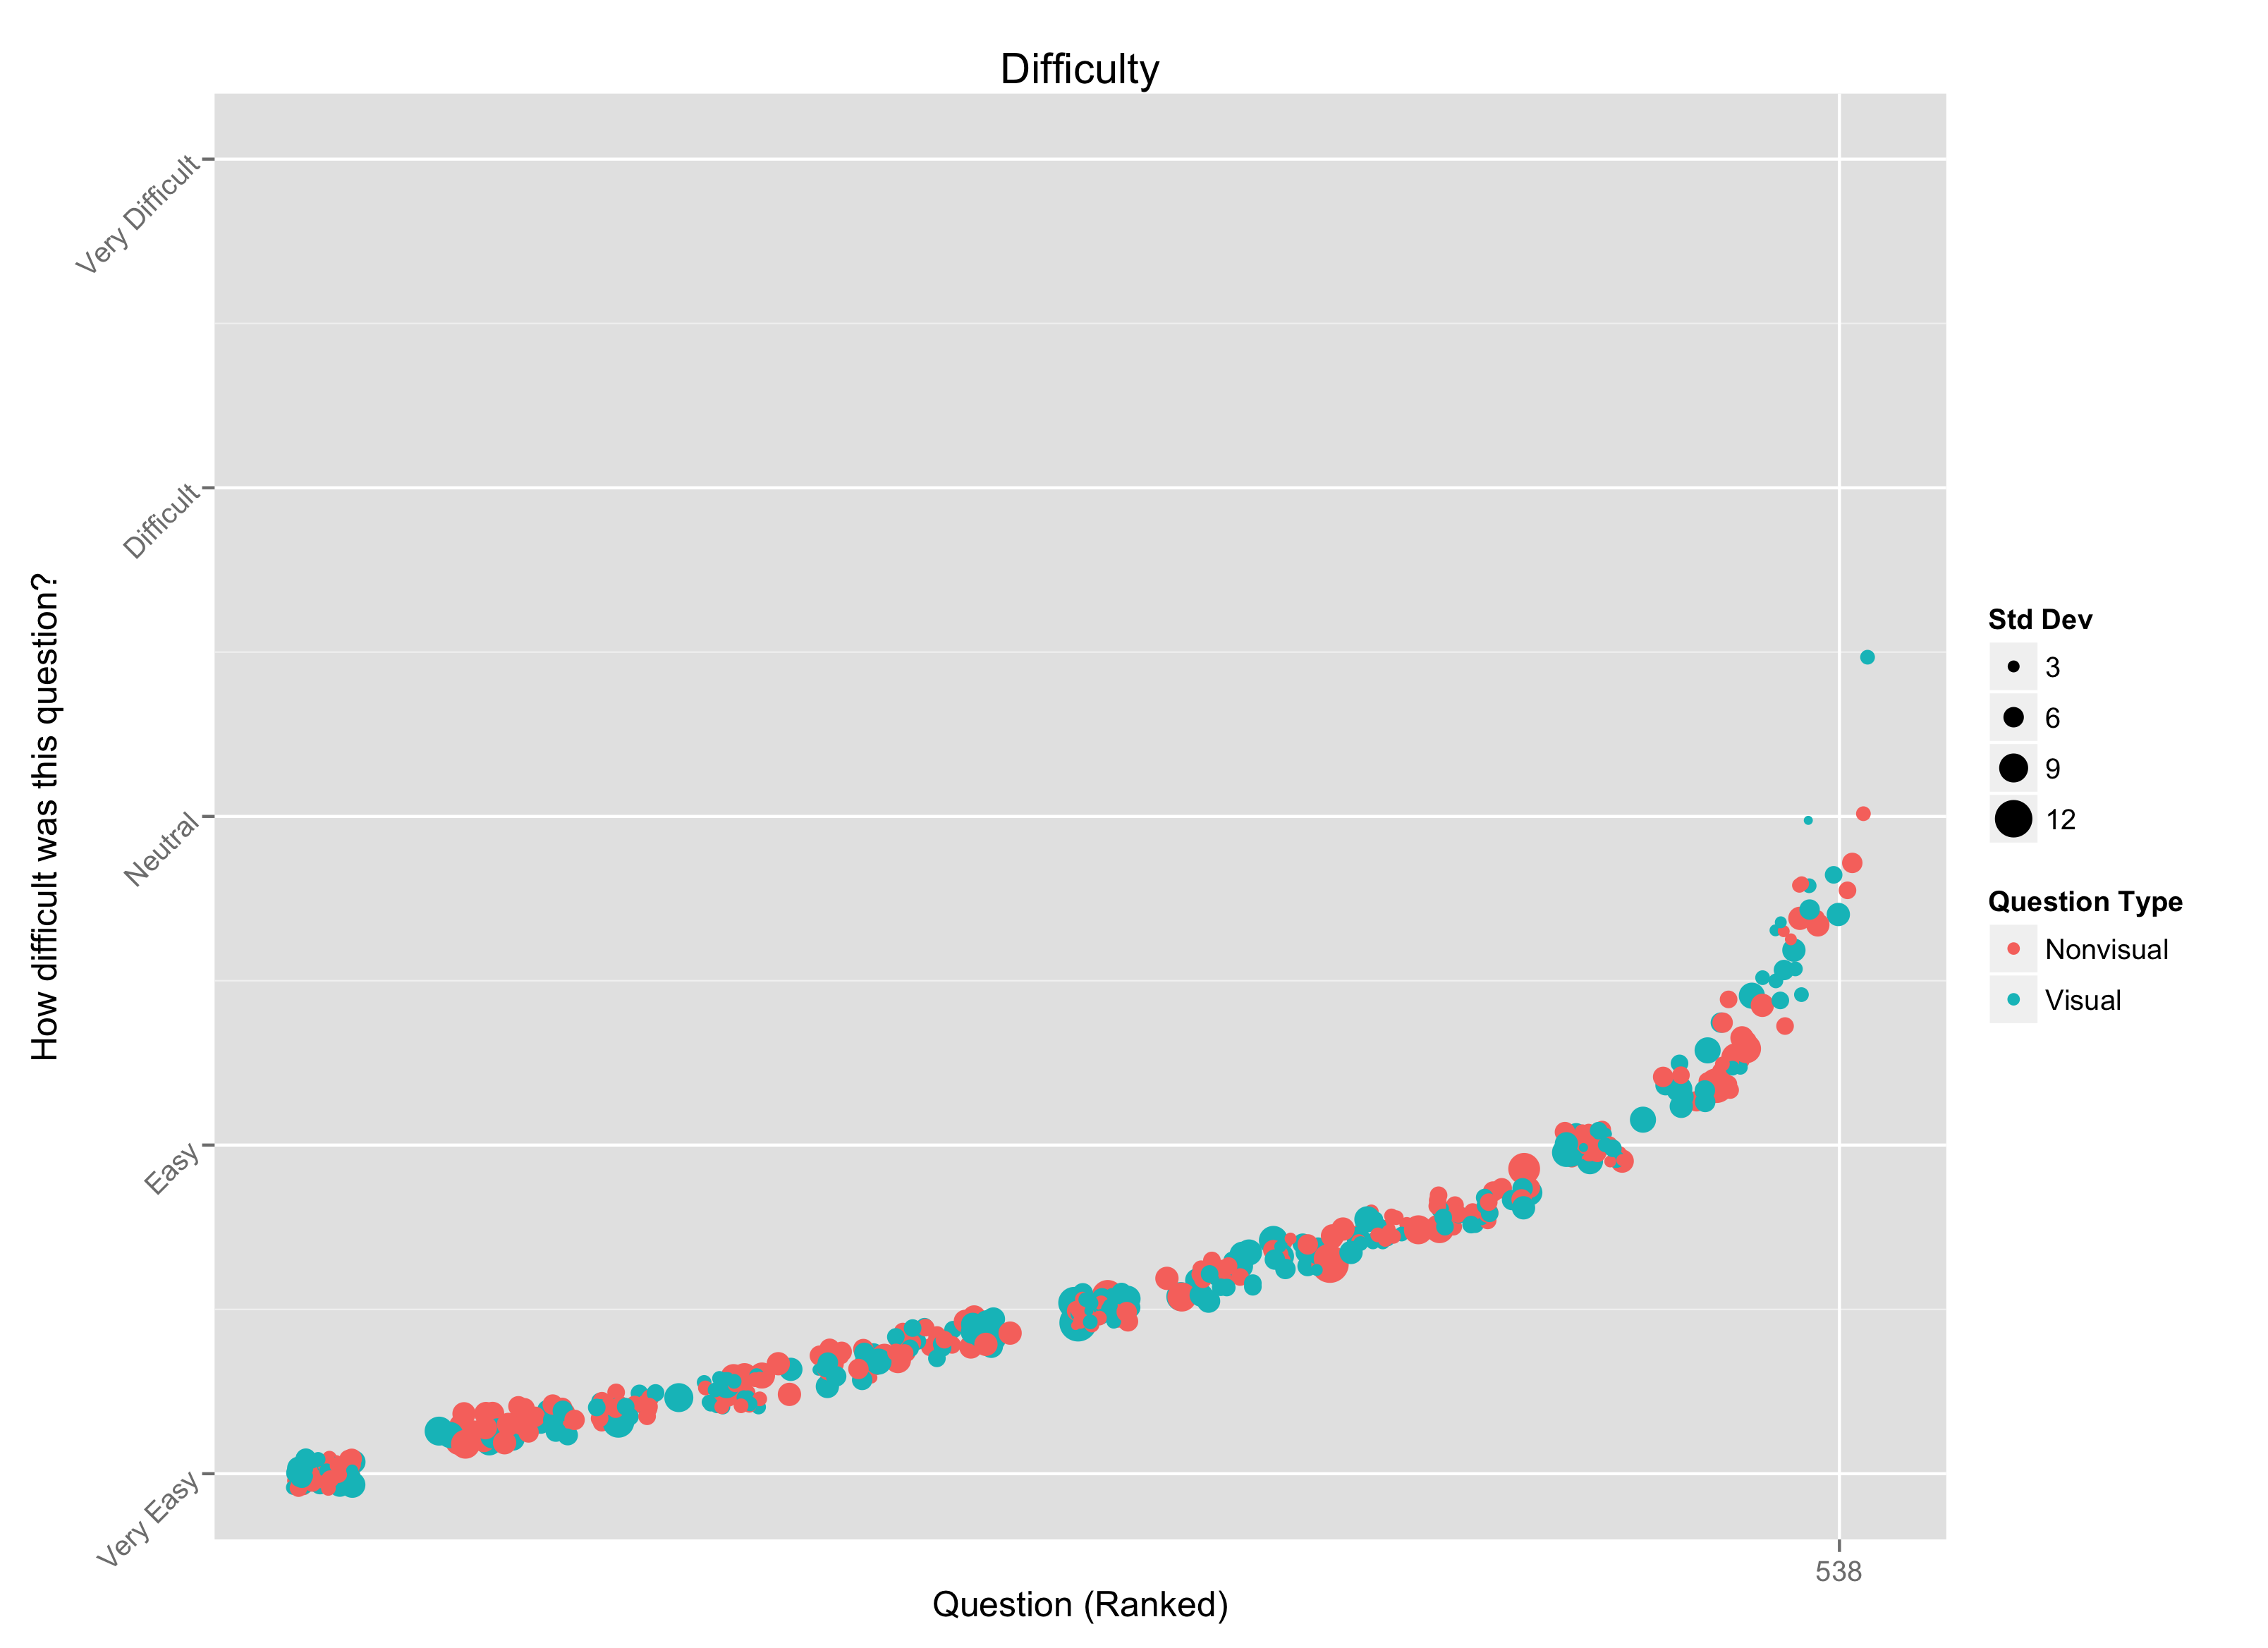 Difficulty
How difficult was this question?
Very Difficult
Difficult
Neutral
Easy
Very Easy
538
Question (Ranked)
Std Dev
3
6
9
12
Question Type
Nonvisual
Visual